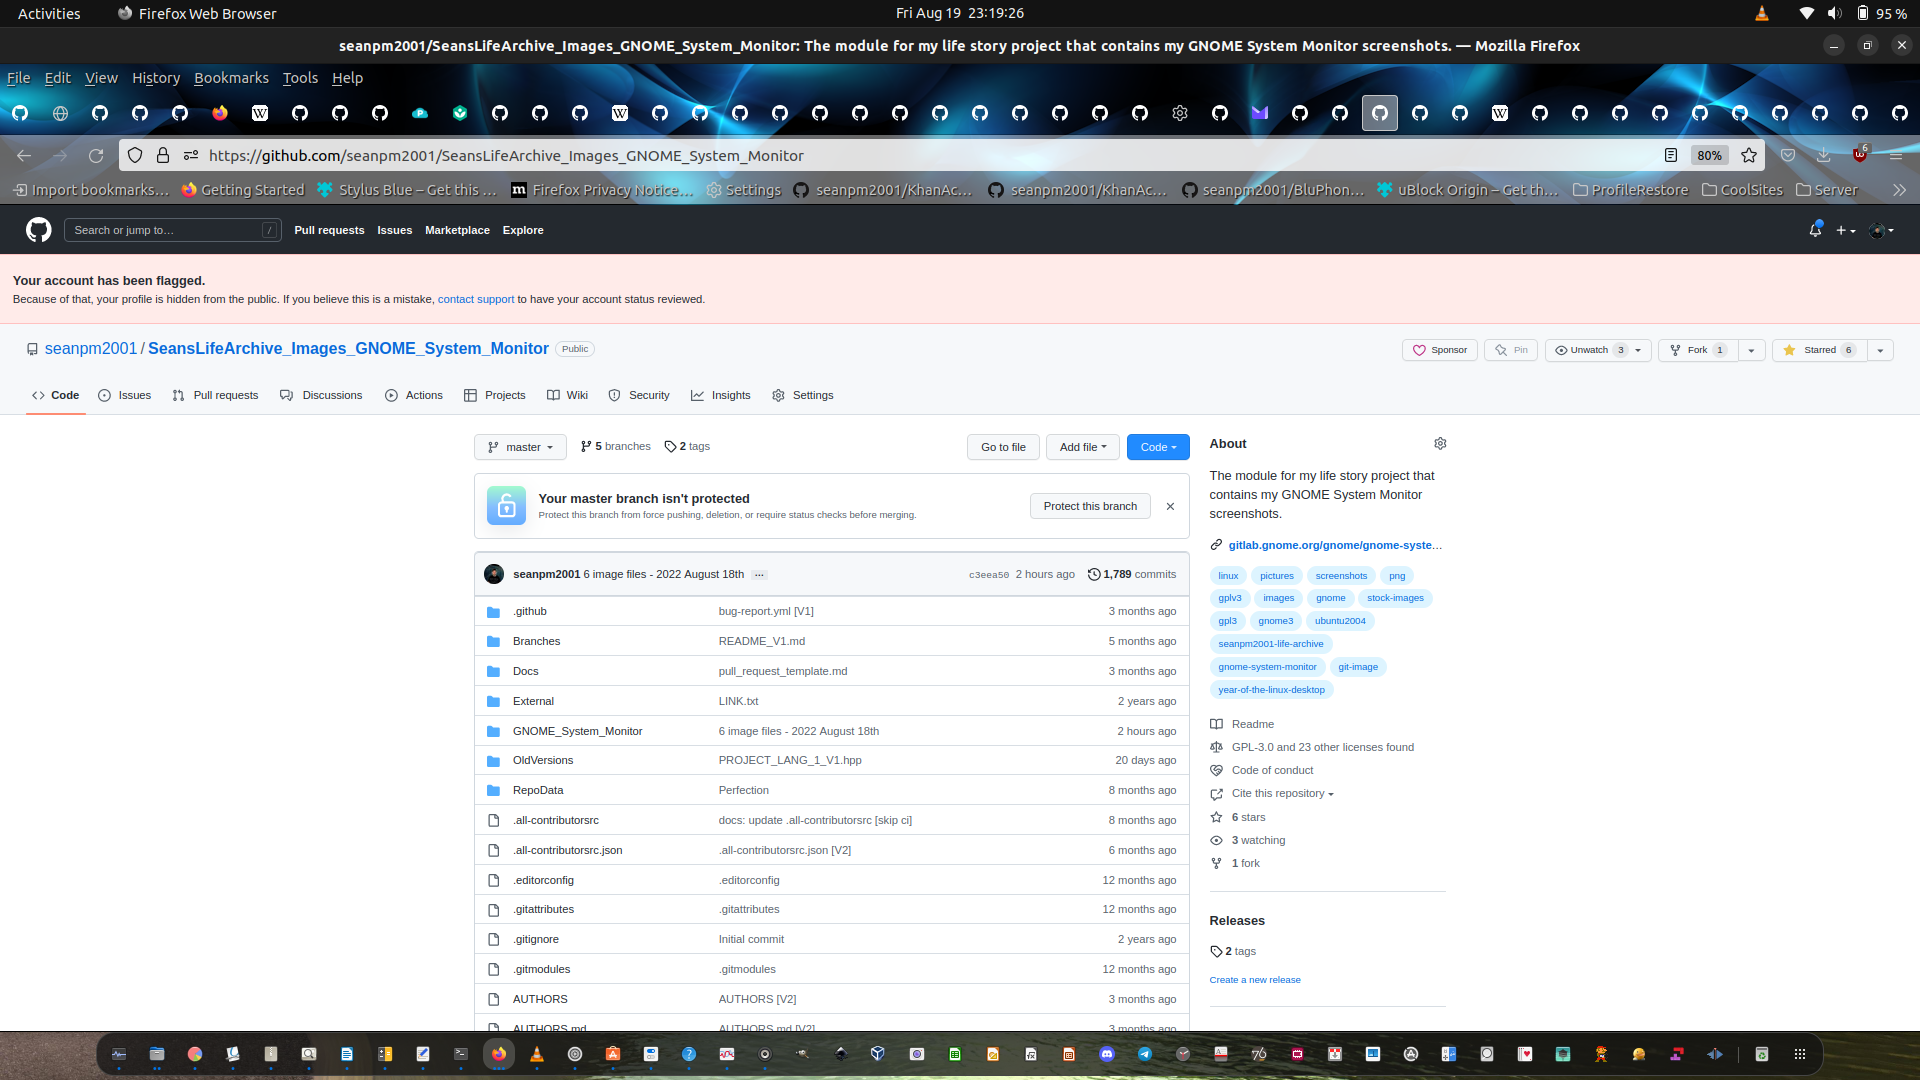 Activities
Firefox Web Browser
Fri Aug 19 23:19:26
95 %
seanpm2001/SeansLifeArchive_Images_GNOME_System_Monitor: The module for my life story project that contains my GNOME System Monitor screenshots. — Mozilla Firefox
File Edit View History Bookmarks Tools Help
https://github.com/seanpm2001/SeansLifeArchive_Images_GNOME_System_Monitor
80%
6
Import bookmarks… Getting Started Stylus Blue – Get this … Firefox Privacy Notice… Settings seanpm2001/KhanAc… seanpm2001/KhanAc… seanpm2001/BluPhon… uBlock Origin – Get th… ProfileRestore CoolSites Server
Search or jump to… /
Pull requests Issues Marketplace Explore
Your account has been flagged.
Because of that, your profile is hidden from the public. If you believe this is a mistake, contact support to have your account status reviewed.
seanpm2001 / SeansLifeArchive_Images_GNOME_System_Monitor Public
Sponsor Pin Unwatch 3 Fork 1 Starred 6
Code Issues Pull requests Discussions Actions Projects Wiki Security Insights Settings
master 5 branches 2 tags Go to file Add file Code
Your master branch isn't protected
Protect this branch from force pushing, deletion, or require status checks before merging.
Protect this branch
seanpm2001 6 image files - 2022 August 18th … c3eea50 2 hours ago 1,789 commits
.github bug-report.yml [V1] 3 months ago
Branches README_V1.md 5 months ago
Docs pull_request_template.md 3 months ago
External LINK.txt 2 years ago
GNOME_System_Monitor 6 image files - 2022 August 18th 2 hours ago
OldVersions PROJECT_LANG_1_V1.hpp 20 days ago
RepoData Perfection 8 months ago
.all-contributorsrc docs: update .all-contributorsrc [skip ci] 8 months ago
.all-contributorsrc.json .all-contributorsrc.json [V2] 6 months ago
.editorconfig .editorconfig 12 months ago
.gitattributes .gitattributes 12 months ago
.gitignore Initial commit 2 years ago
.gitmodules .gitmodules 12 months ago
AUTHORS AUTHORS [V2] 3 months ago
AUTHORS.md AUTHORS.md [V2] 3 months ago
About
The module for my life story project that
contains my GNOME System Monitor
screenshots.
gitlab.gnome.org/gnome/gnome-syste…
linux pictures screenshots png
gplv3 images gnome stock-images
gpl3 gnome3 ubuntu2004
seanpm2001-life-archive
gnome-system-monitor git-image
year-of-the-linux-desktop
Readme
GPL-3.0 and 23 other licenses found
Code of conduct
Cite this repository
6 stars
3 watching
1 fork
Releases
2 tags
Create a new release